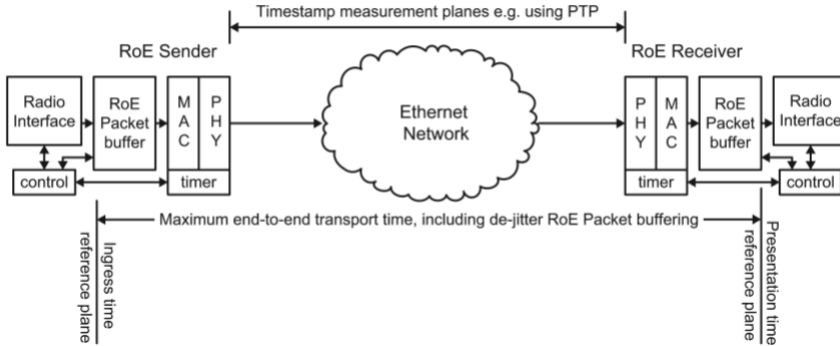 Timestamp measurement planes e.g. using PTP
RoE Sender
RoE Receiver
Radio
Interface
RoE
Packet
buffer
M
A
C
P
H
Y
Ethernet
Network
P
H
Y
M
A
C
RoE
Packet
buffer
Radio
Interface
control
timer
timer
control
Maximum end-to-end transport time, including de-jitter RoE Packet buffering
Ingress time
reference plane
Presentation time
reference plane